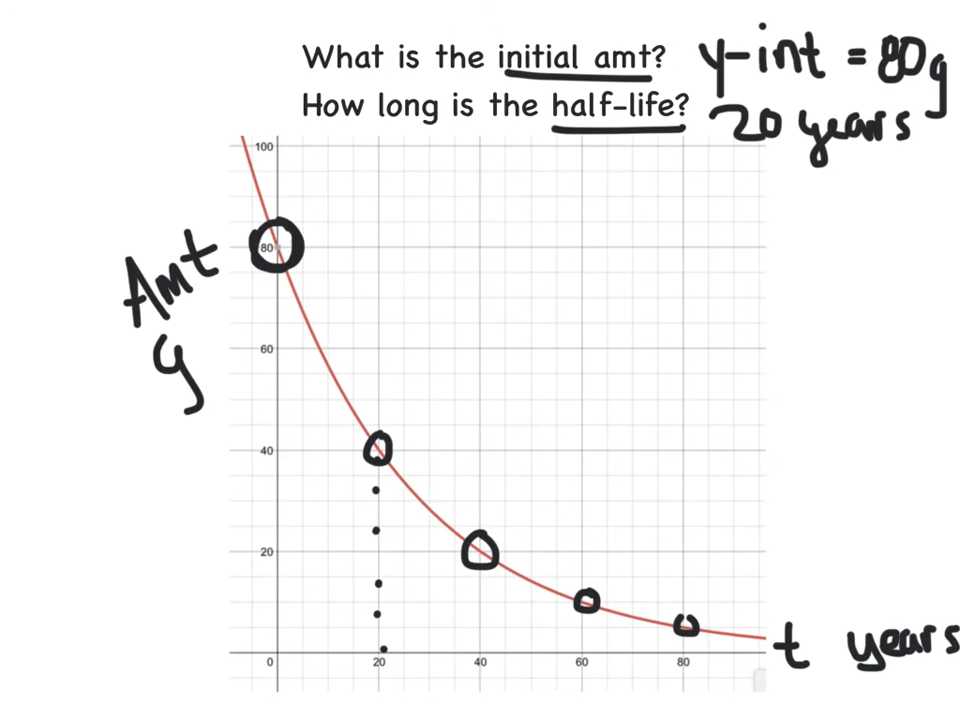 What is the initial amt? y-int = 80g
How long is the half-life? 20 years
100
80
60
40
20
0 20 40 60 80
Amt
g
t years